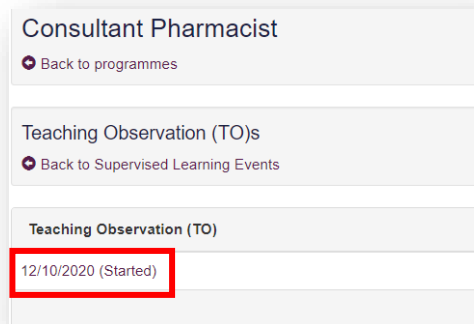 Consultant Pharmacist
Back to programmes
Teaching Observation (TO)s
Back to Supervised Learning Events
Teaching Observation (TO)
12/10/2020 (Started)